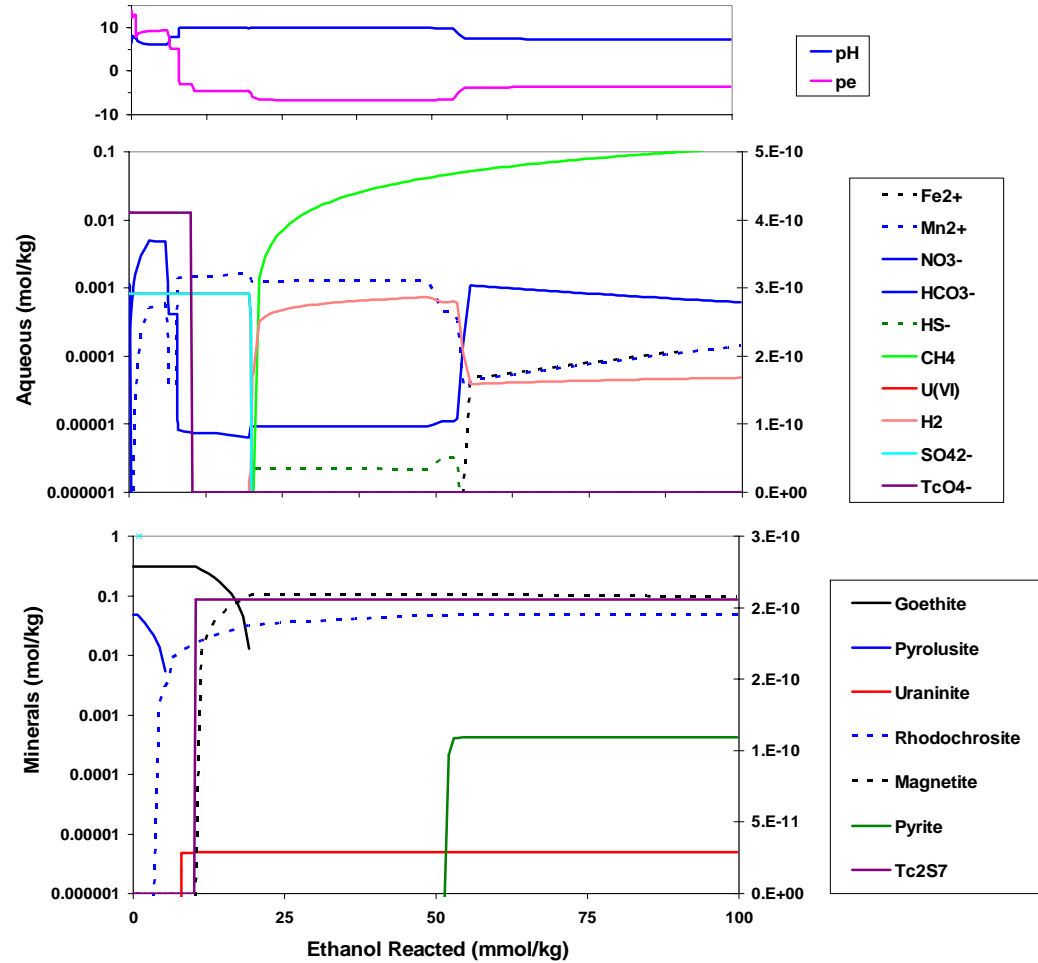 10
0
-10
pH
pe
Aqueous (mol/kg)
0.1
0.01
0.001
0.0001
0.00001
0.000001
5.E-10
4.E-10
3.E-10
2.E-10
1.E-10
0.E+00
Fe2+
Mn2+
NO3-
HCO3-
HS-
CH4
U(VI)
H2
SO42-
TcO4-
Minerals (mol/kg)
1
0.1
0.01
0.001
0.0001
0.00001
0.000001
3.E-10
2.E-10
2.E-10
1.E-10
5.E-11
0.E+00
0
25
50
75
100
Ethanol Reacted (mmol/kg)
Goethite
Pyrolusite
Uraninite
Rhodochrosite
Magnetite
Pyrite
Tc2S7